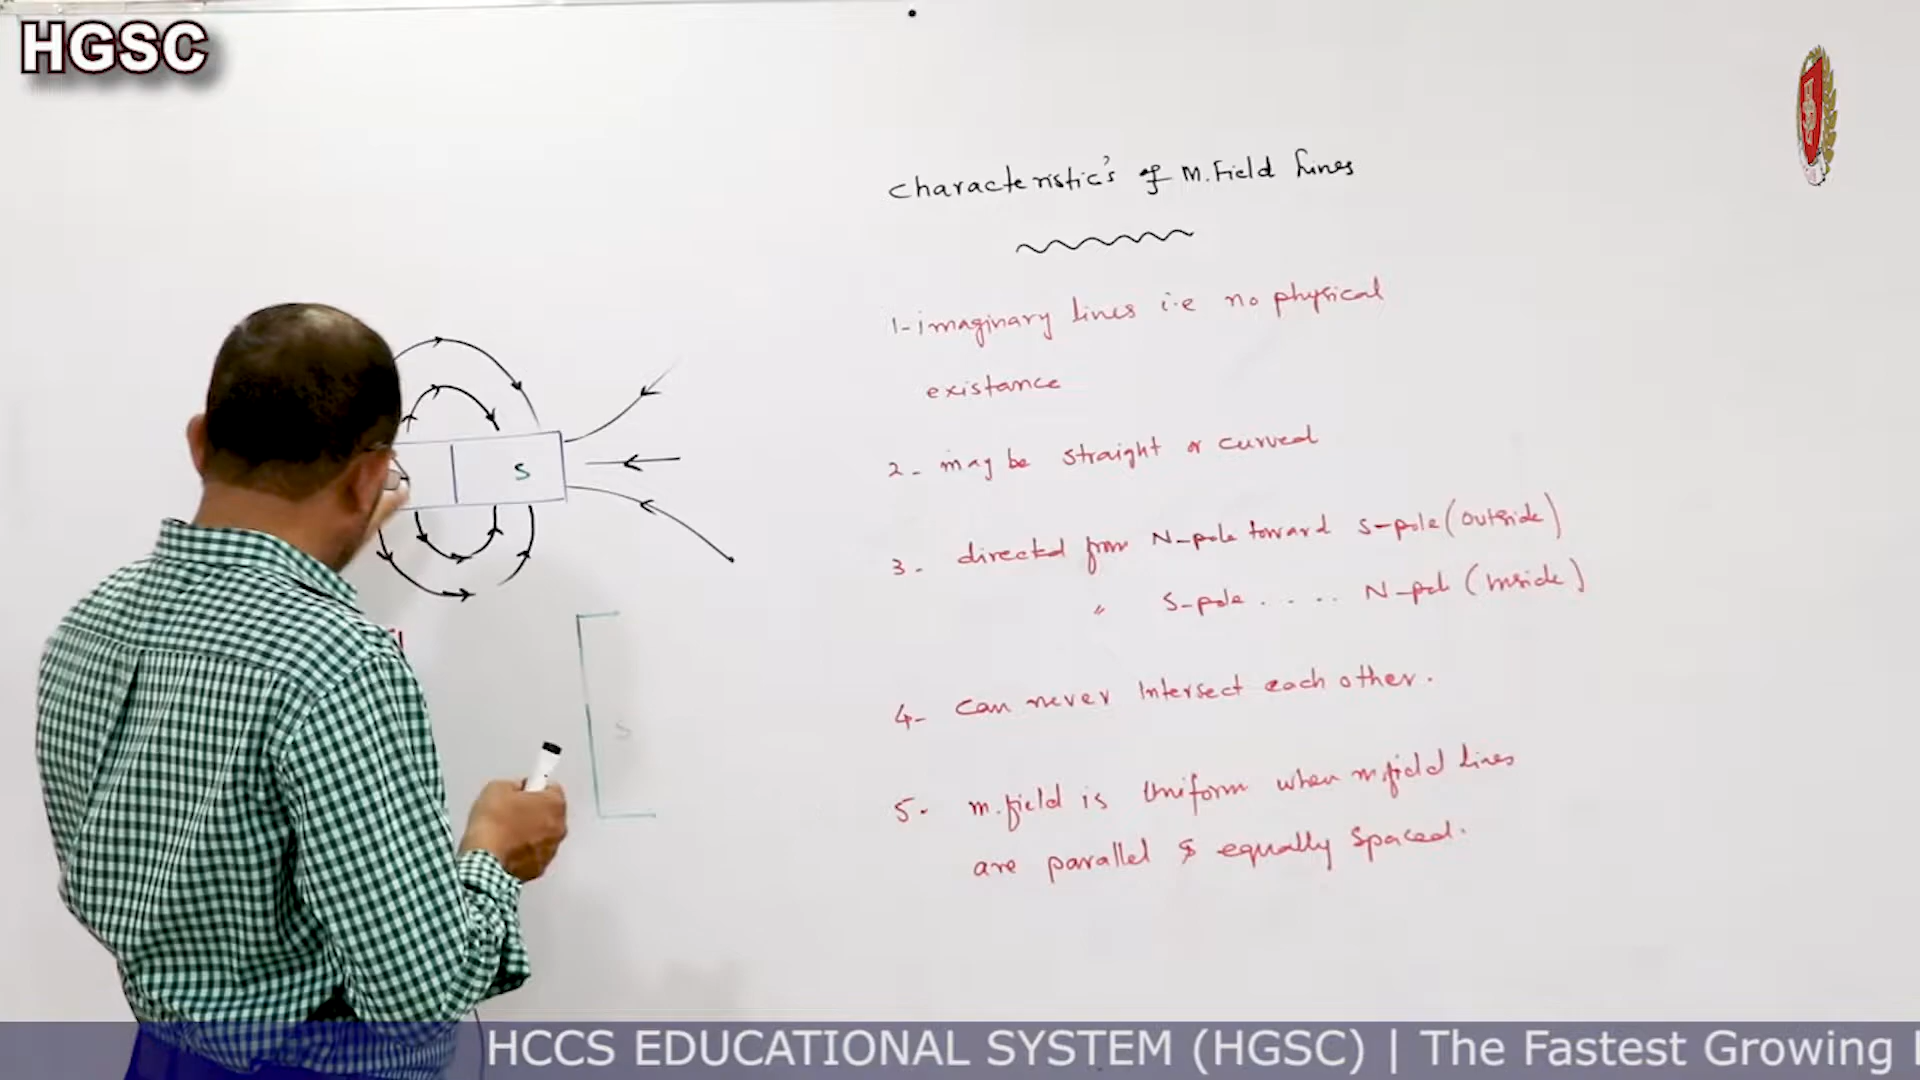 HGSC
characteristic's of M.Field Lines
1- imaginary lines i.e no physical
existance
2- may be straight or curved
3. directed from N-pole toward S-pole (outside)
" S-pole . . . . . N-pole (inside)
4- can never intersect each other.
5. m.field is Uniform when m.field lines
are parallel & equally spaced.
S
S
HCCS EDUCATIONAL SYSTEM (HGSC) | The Fastest Growing